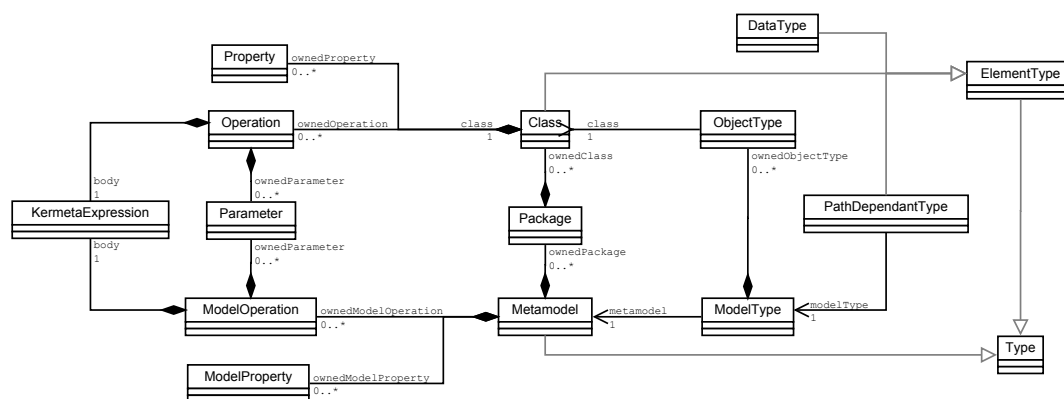 DataType
Property
ownedProperty
0..*
ElementType
Operation
ownedOperation
0..*
class
1
Class
class
1
ObjectType
ownedClass
0..*
ownedObjectType
0..*
body
1
ownedParameter
0..*
KermetaExpression
Parameter
Package
PathDependantType
body
1
ownedParameter
0..*
ownedPackage
0..*
ModelOperation
ownedModelOperation
0..*
Metamodel
metamodel
1
ModelType
modelType
1
Type
ModelProperty
ownedModelProperty
0..*